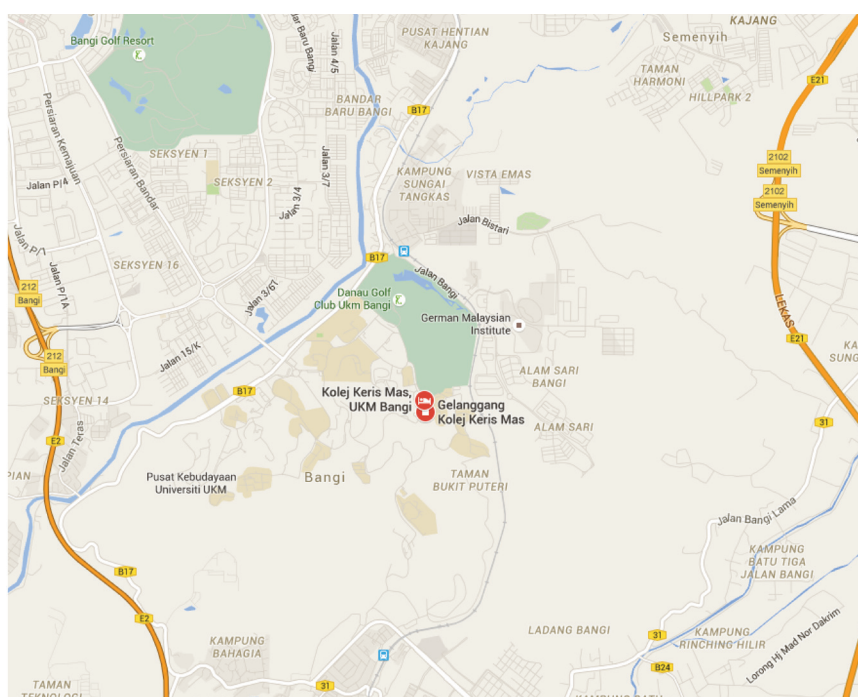 KAJANG
PUSAT HENTIAN
KAJANG
Semenyih
Bangi Golf Resort
dar Baru Bangi
Jalan 4/5
TAMAN
HARMONI
E21
HILLPARK 2
BANDAR
BARU BANGI
B17
Persiaran Kemajuan
Persiaran Bandar
SEKSYEN 1
2102
Semenyih
KAMPUNG
SUNGAI
TANGKAS
VISTA EMAS
SEKSYEN 2
Jalan 3/7
Jalan P/4
2102
Semenyih
Jalan 3/4
Jalan Bistari
Jalan P/1A
B17
SEKSYEN 16
Jalan Bangi
212
Bangi
Jalan 3/61
Danau Golf
Club Ukm Bangi
LEKAS
German Malaysian
Institute
E21
212
Bangi
Jalan 15/K
ALAM SARI
BANGI
B17
Kolej Keris Mas,
UKM Bangi
SEKSYEN 14
Gelanggang
Kolej Keris Mas
31
ALAM SARI
E2
Jalan Teras
PIAN
Pusat Kebudayaan
Universiti UKM
Bangi
TAMAN
BUKIT PUTERI
Jalan Bangi Lama
KAMPUNG
BATU TIGA
JALAN BANGI
B17
E2
KAMPUNG
BAHAGIA
LADANG BANGI
31
KAMPUNG
RINCHING HILIR
Lorong Hj Mad Nor Dakrim
B24
31
TAMAN